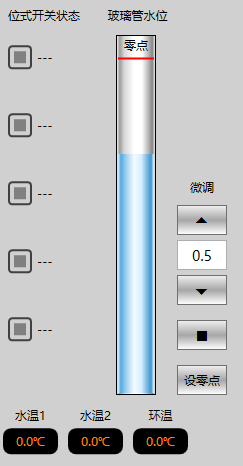 位式开关状态 玻璃管水位
零点
---
---
---
微调
0.5
---
---
设零点
水温1 水温2 环温
0.0℃ 0.0℃ 0.0℃